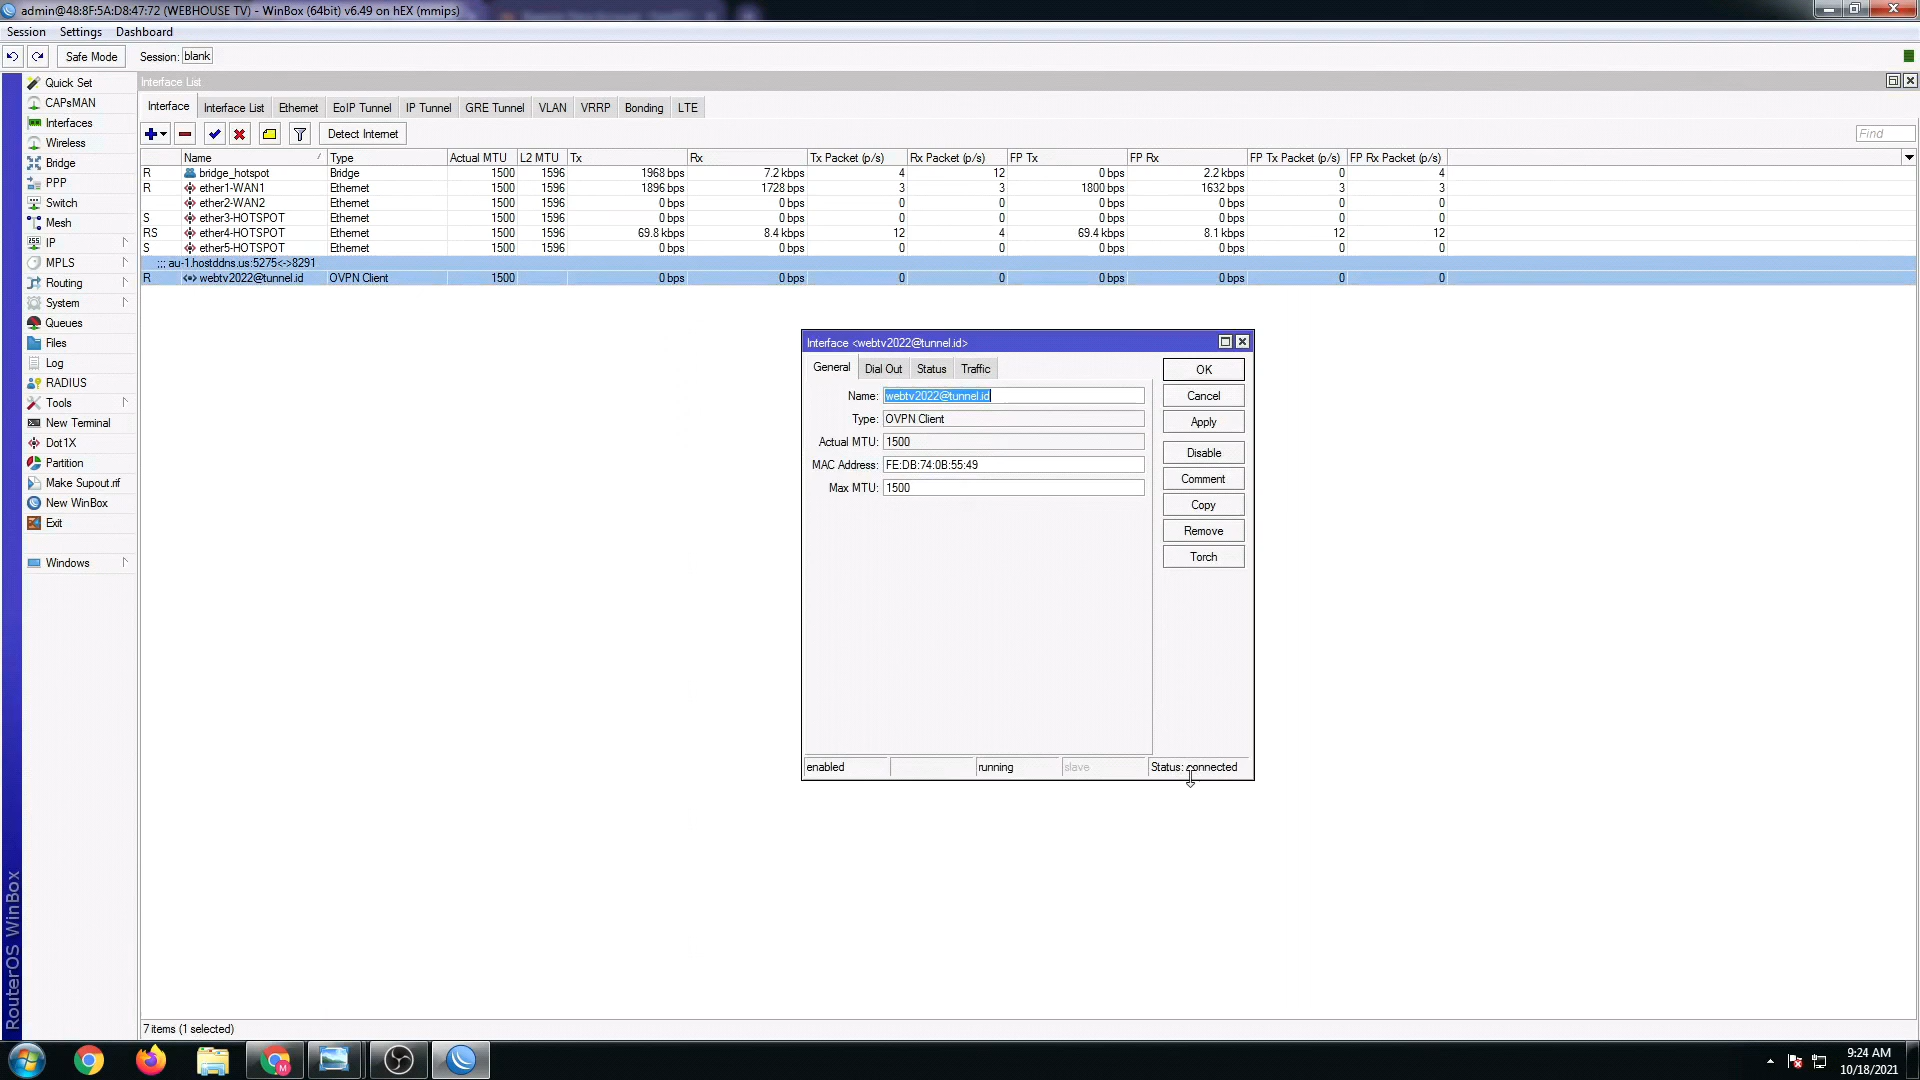 admin@48:8F:5A:D8:47:72 (WEBHOUSE TV) - WinBox (64bit) v6.49 on hEX (mmips)
Session Settings Dashboard
Safe Mode Session: blank
Quick Set
CAPsMAN
Interfaces
Wireless
Bridge
PPP
Switch
Mesh
IP
MPLS
Routing
System
Queues
Files
Log
RADIUS
Tools
New Terminal
Dot1X
Partition
Make Supout.rif
New WinBox
Exit
Windows
RouterOS WinBox
Interface List
Interface Interface List Ethernet EoIP Tunnel IP Tunnel GRE Tunnel VLAN VRRP Bonding LTE
Detect Internet Find
Name / Type Actual MTU L2 MTU Tx Rx Tx Packet (p/s) Rx Packet (p/s) FP Tx FP Rx FP Tx Packet (p/s) FP Rx Packet (p/s)
R bridge_hotspot Bridge 1500 1596 1968 bps 7.2 kbps 4 12 0 bps 2.2 kbps 0 4
R ether1-WAN1 Ethernet 1500 1596 1896 bps 1728 bps 3 3 1800 bps 1632 bps 3 3
ether2-WAN2 Ethernet 1500 1596 0 bps 0 bps 0 0 0 bps 0 bps 0 0
S ether3-HOTSPOT Ethernet 1500 1596 0 bps 0 bps 0 0 0 bps 0 bps 0 0
RS ether4-HOTSPOT Ethernet 1500 1596 69.8 kbps 8.4 kbps 12 4 69.4 kbps 8.1 kbps 12 12
S ether5-HOTSPOT Ethernet 1500 1596 0 bps 0 bps 0 0 0 bps 0 bps 0 0
;;; au-1.hostddns.us:5275<->8291
R <•> webtv2022@tunnel.id OVPN Client 1500 0 bps 0 bps 0 0 0 bps 0 bps 0 0
Interface <webtv2022@tunnel.id>
General Dial Out Status Traffic
Name: webtv2022@tunnel.id
Type: OVPN Client
Actual MTU: 1500
MAC Address: FE:DB:74:0B:55:49
Max MTU: 1500
OK
Cancel
Apply
Disable
Comment
Copy
Remove
Torch
enabled running slave Status: connected
7 items (1 selected)
9:24 AM
10/18/2021